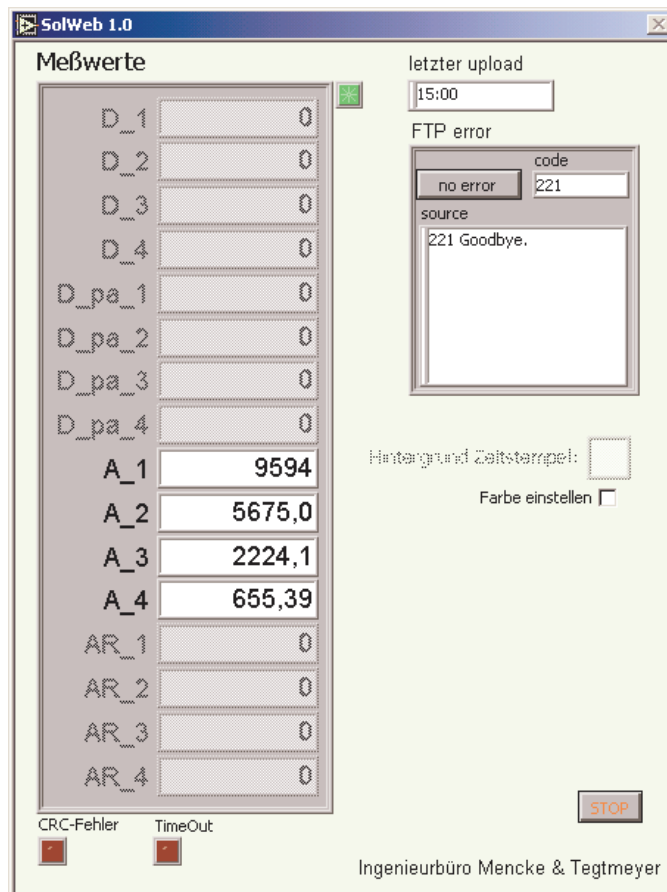 SolWeb 1.0
Meßwerte
D_1 0
D_2 0
D_3 0
D_4 0
D_pa_1 0
D_pa_2 0
D_pa_3 0
D_pa_4 0
A_1 9594
A_2 5675,0
A_3 2224,1
A_4 655,39
AR_1 0
AR_2 0
AR_3 0
AR_4 0
CRC-Fehler TimeOut
letzter upload
15:00
FTP error
code
no error 221
source
221 Goodbye.
Hintergrund Zeitstempel:
Farbe einstellen
STOP
Ingenieurbüro Mencke & Tegtmeyer